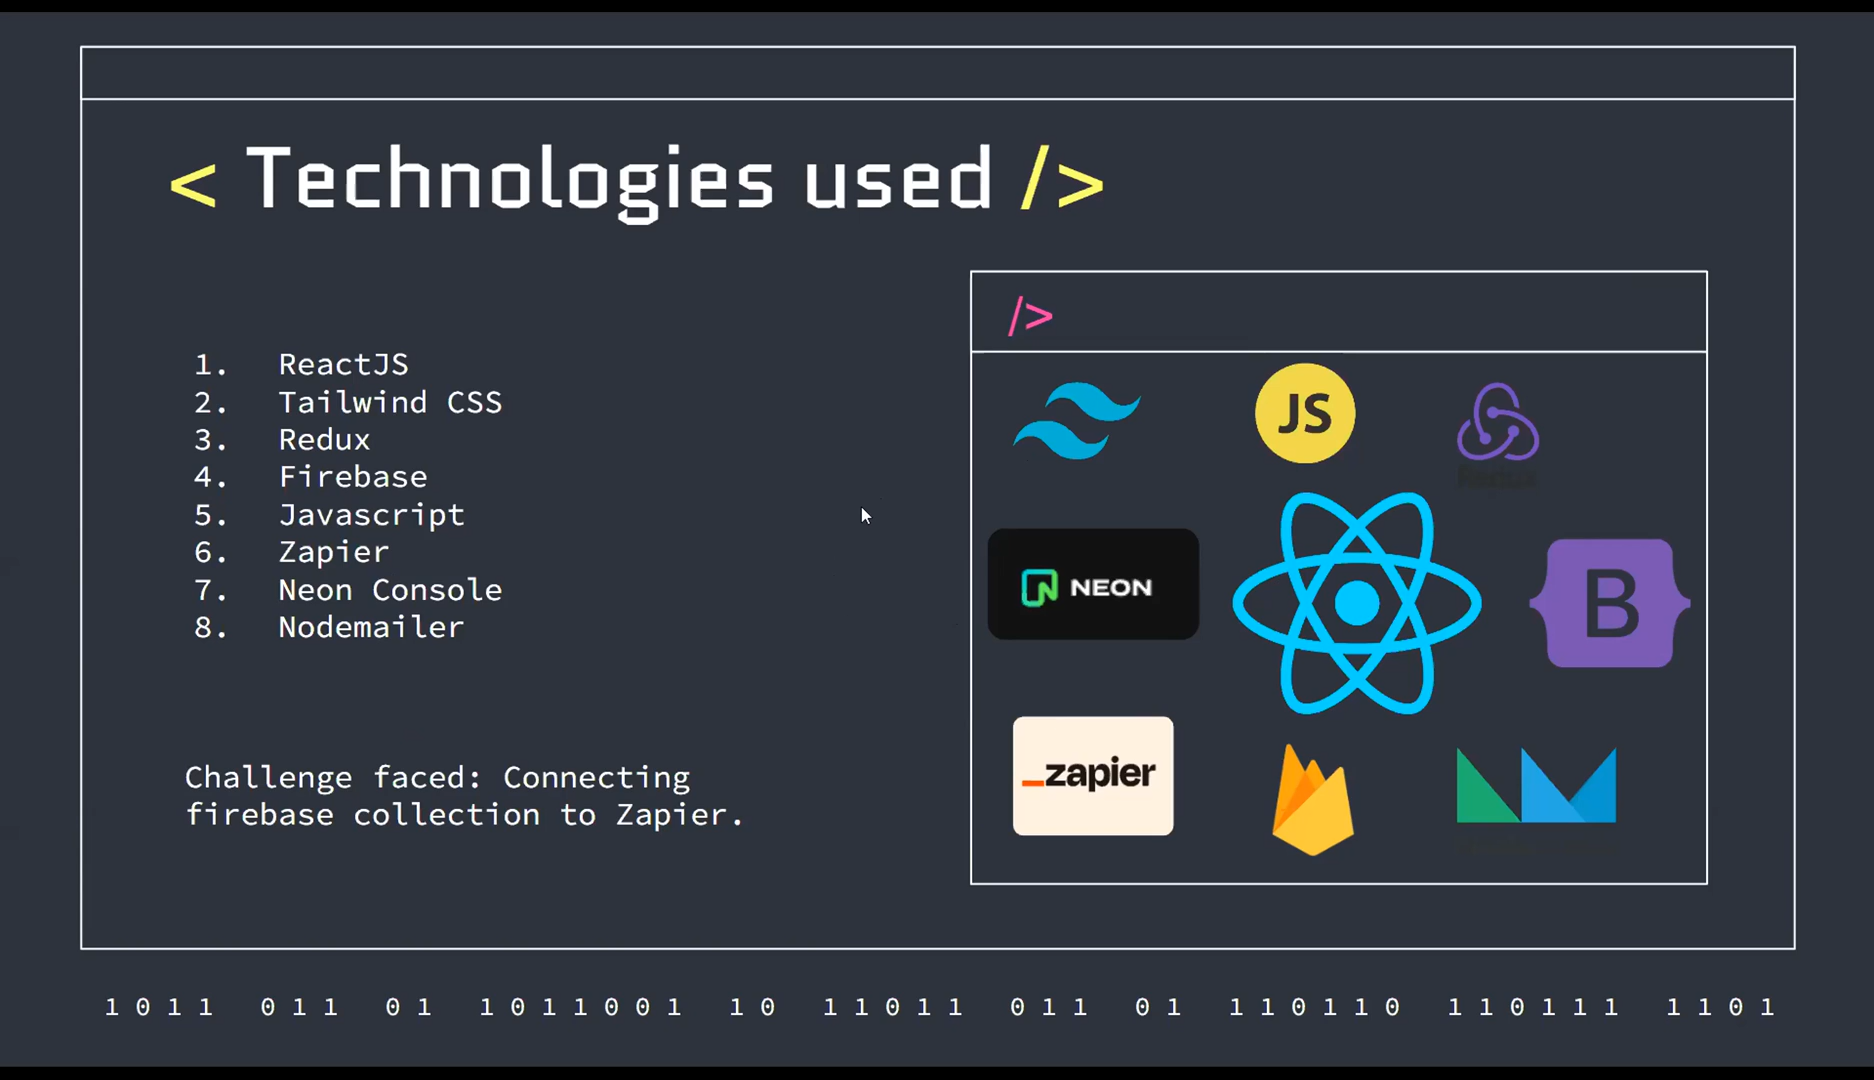 < Technologies used />
1. ReactJS
2. Tailwind CSS
3. Redux
4. Firebase
5. Javascript
6. Zapier
7. Neon Console
8. Nodemailer
Challenge faced: Connecting
firebase collection to Zapier.
/>
JS
Redux
NEON
B
_zapier
1011 011 01 1011001 10 11011 011 01 110110 110111 1101